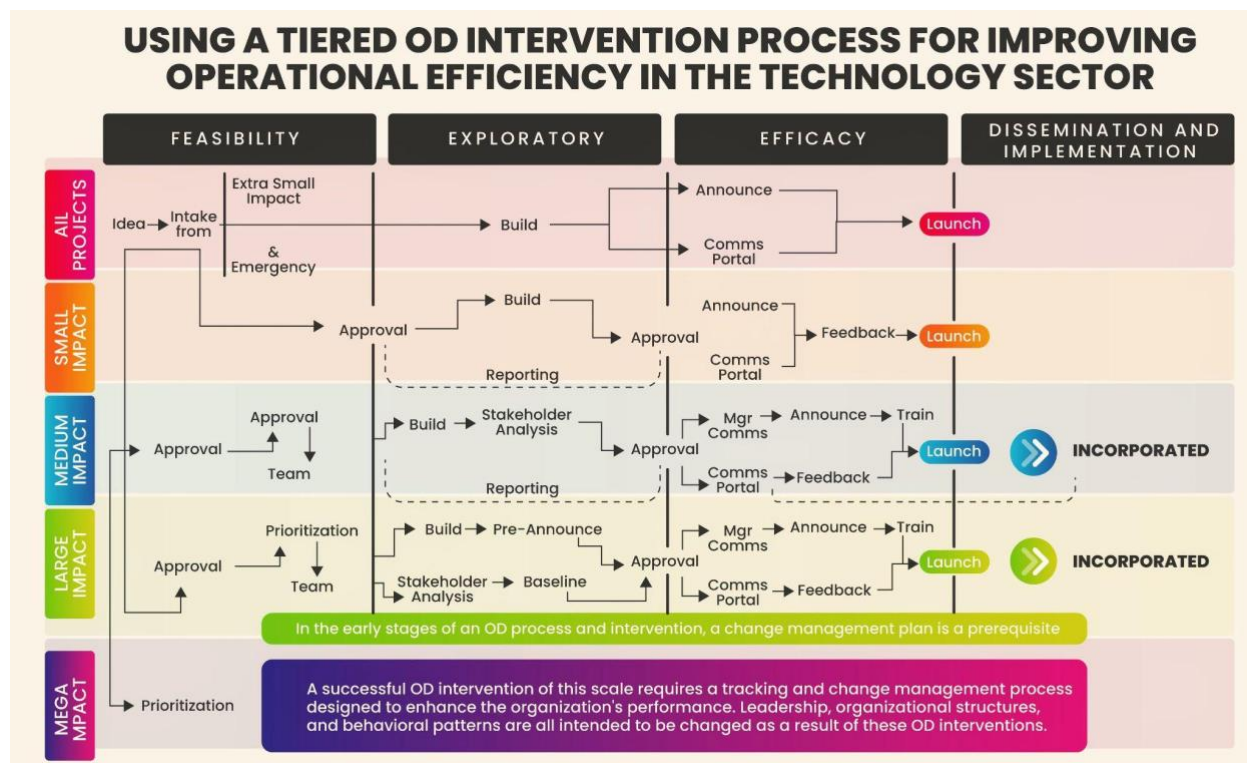 USING A TIERED OD INTERVENTION PROCESS FOR IMPROVING
OPERATIONAL EFFICIENCY IN THE TECHNOLOGY SECTOR
FEASIBILITY
EXPLORATORY
EFFICACY
DISSEMINATION AND
IMPLEMENTATION
AIL
PROJECTS
Idea
Intake
from
Extra Small
Impact
&
Emergency
Build
Announce
Comms
Portal
Launch
SMALL
IMPACT
Approval
Build
Approval
Reporting
Announce
Comms
Portal
Feedback
Launch
MEDIUM
IMPACT
Approval
Approval
Team
Build
Stakeholder
Analysis
Approval
Reporting
Mgr
Comms
Announce
Train
Comms
Portal
Feedback
Launch
INCORPORATED
LARGE
IMPACT
Approval
Prioritization
Team
Build
Pre-Announce
Stakeholder
Analysis
Baseline
Approval
Mgr
Comms
Announce
Train
Comms
Portal
Feedback
Launch
INCORPORATED
In the early stages of an OD process and intervention, a change management plan is a prerequisite
MEGA
MPACT
Prioritization
A successful OD intervention of this scale requires a tracking and change management process
designed to enhance the organization's performance. Leadership, organizational structures,
and behavioral patterns are all intended to be changed as a result of these OD interventions.